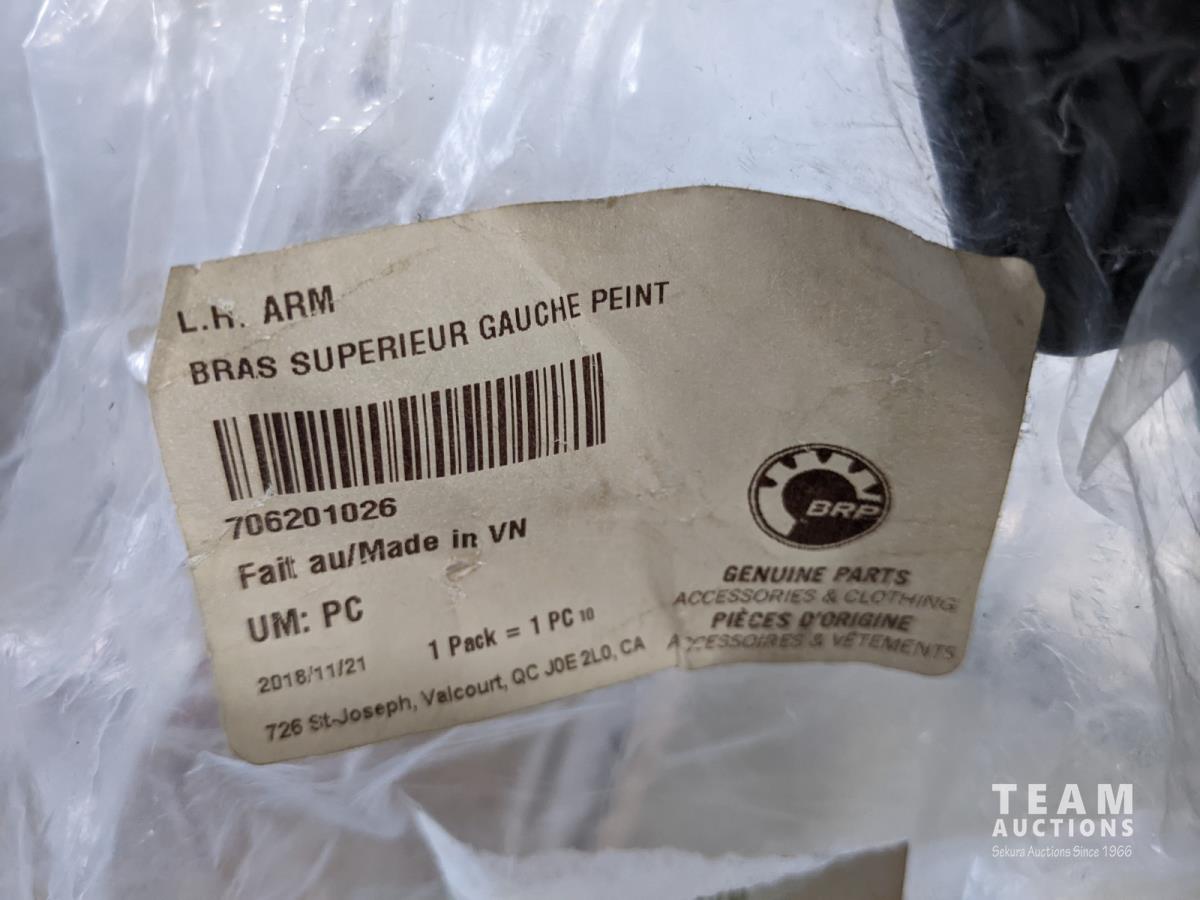 L.H. ARM
BRAS SUPERIEUR GAUCHE PEINT
706201026
Fait au/Made in VN
UM: PC
1 Pack = 1 PC 10
2018/11/21
726 St-Joseph, Valcourt, QC J0E 2L0, CA
BRP
GENUINE PARTS
ACCESSORIES & CLOTHING
PIÈCES D'ORIGINE
ACCESSOIRES & VÊTEMENTS
TEAM
AUCTIONS
Sekura Auctions Since 1966